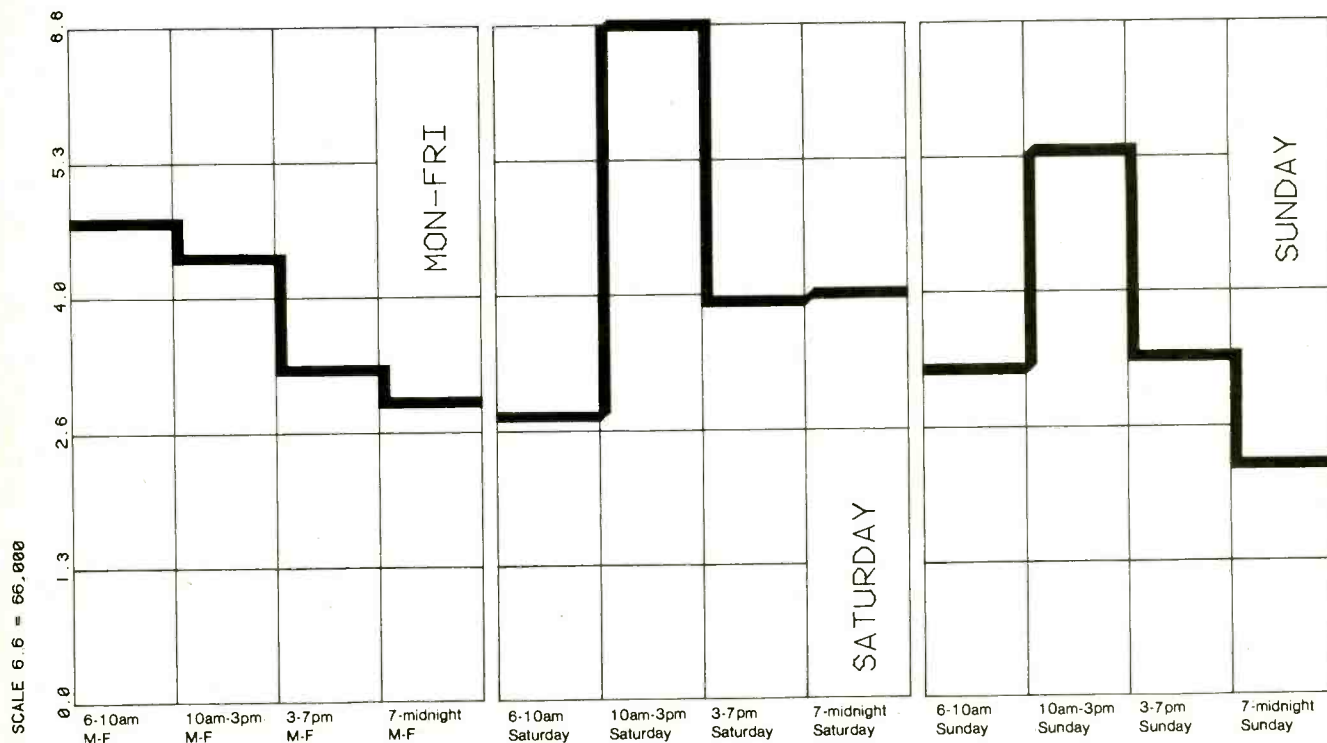 SCALE 6.6 = 66,000
6.6
5.3
4.0
2.6
1.3
0.0
MON-FRI
SATURDAY
SUNDAY
6-10am
M-F
10am-3pm
M-F
3-7pm
M-F
7-midnight
M-F
6-10am
Saturday
10am-3pm
Saturday
3-7pm
Saturday
7-midnight
Saturday
6-10am
Sunday
10am-3pm
Sunday
3-7pm
Sunday
7-midnight
Sunday